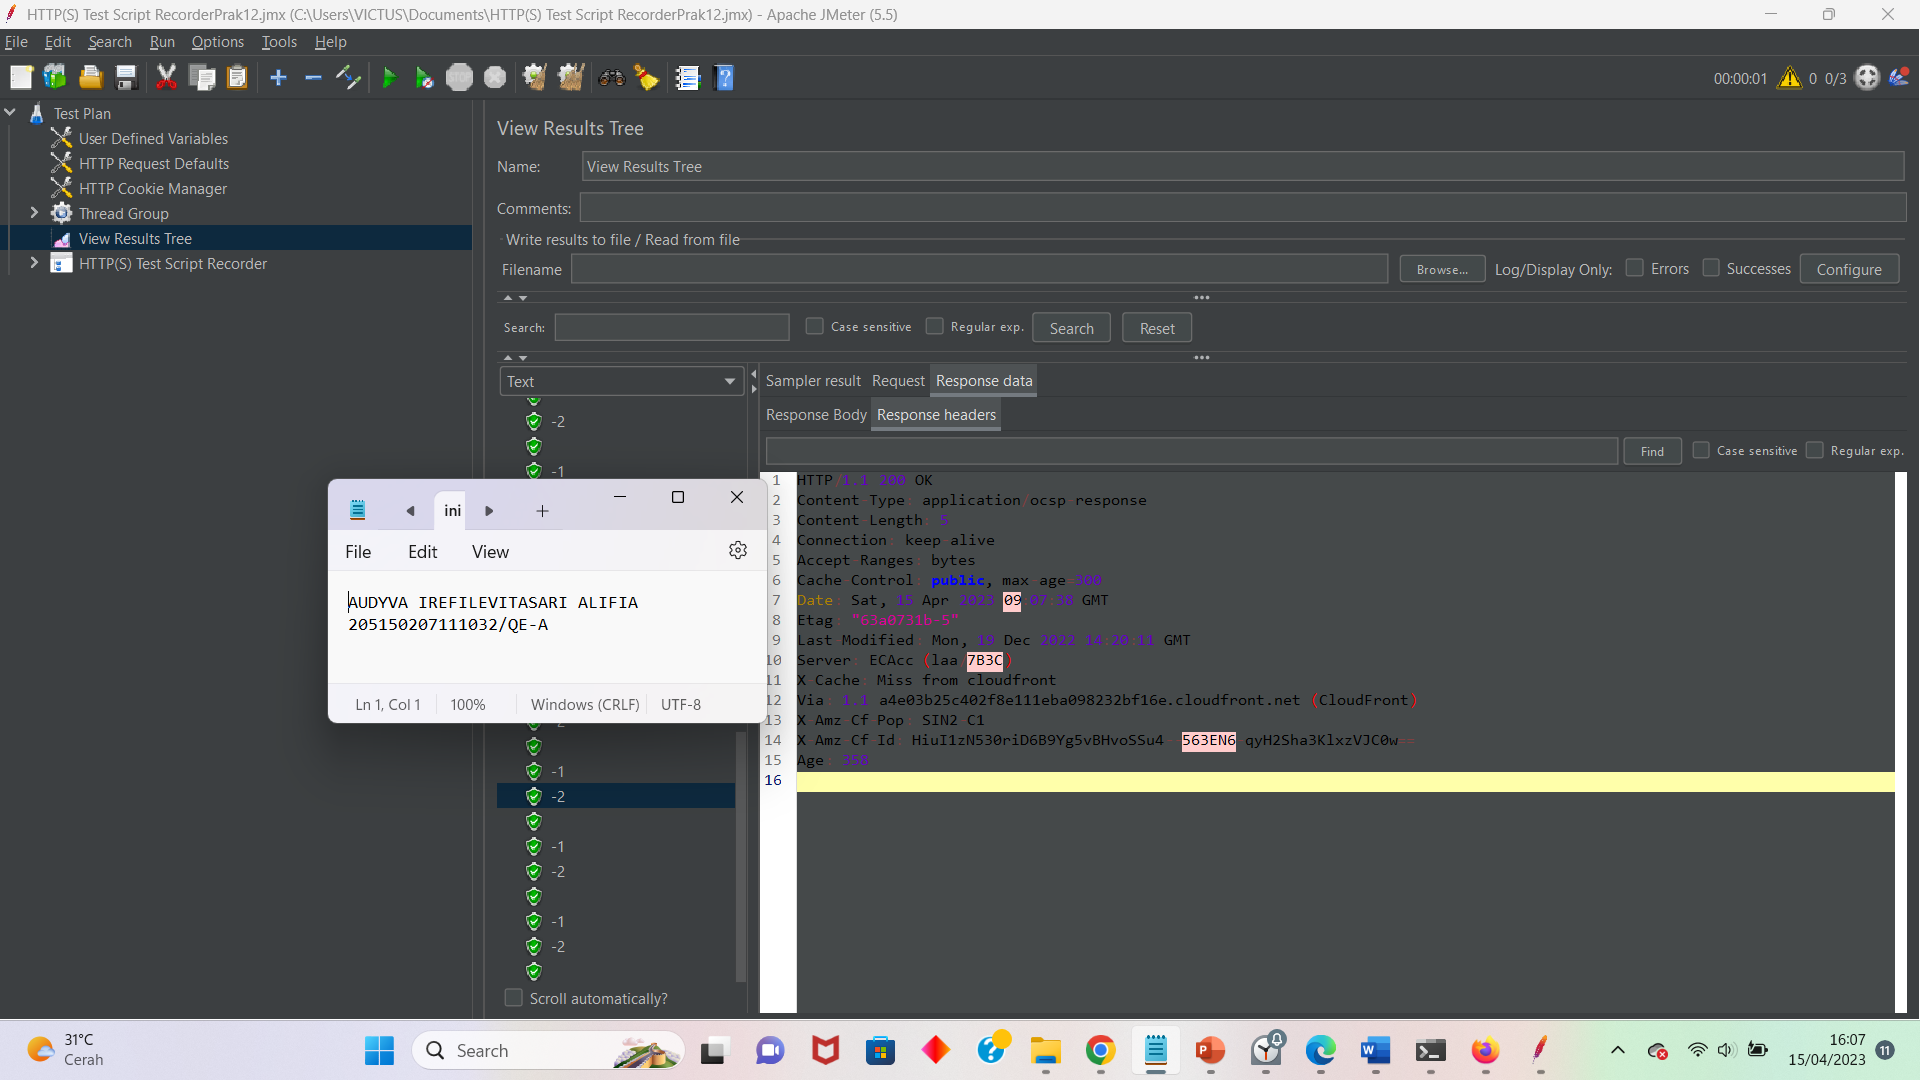 HTTP(S) Test Script RecorderPrak12.jmx (C:\Users\VICTUS\Documents\HTTP(S) Test Script RecorderPrak12.jmx) - Apache JMeter (5.5)
File Edit Search Run Options Tools Help
00:00:01 0 0/3
Test Plan
User Defined Variables
HTTP Request Defaults
HTTP Cookie Manager
Thread Group
View Results Tree
HTTP(S) Test Script Recorder
View Results Tree
Name: View Results Tree
Comments:
Write results to file / Read from file
Filename Browse... Log/Display Only: Errors Successes Configure
Search: Case sensitive Regular exp. Search Reset
Text
-2
-1
-2
-1
-2
-1
-2
-1
-2
Scroll automatically?
Sampler result Request Response data
Response Body Response headers
Find Case sensitive Regular exp.
1 HTTP/1.1 200 OK
2 Content-Type: application/ocsp-response
3 Content-Length: 5
4 Connection: keep-alive
5 Accept-Ranges: bytes
6 Cache-Control: public, max-age=300
7 Date: Sat, 15 Apr 2023 09:07:38 GMT
8 Etag: "63a0731b-5"
9 Last-Modified: Mon, 19 Dec 2022 14:20:11 GMT
10 Server: ECAcc (laa/7B3C)
11 X-Cache: Miss from cloudfront
12 Via: 1.1 a4e03b25c402f8e111eba098232bf16e.cloudfront.net (CloudFront)
13 X-Amz-Cf-Pop: SIN2-C1
14 X-Amz-Cf-Id: HiuI1zN530riD6B9Yg5vBHvoSSu4--563EN6-qyH2Sha3KlxzVJC0w==
15 Age: 358
16
ini
File Edit View
AUDYVA IREFILEVITASARI ALIFIA
205150207111032/QE-A
Ln 1, Col 1 100% Windows (CRLF) UTF-8
31°C
Cerah
Search
16:07
15/04/2023
11